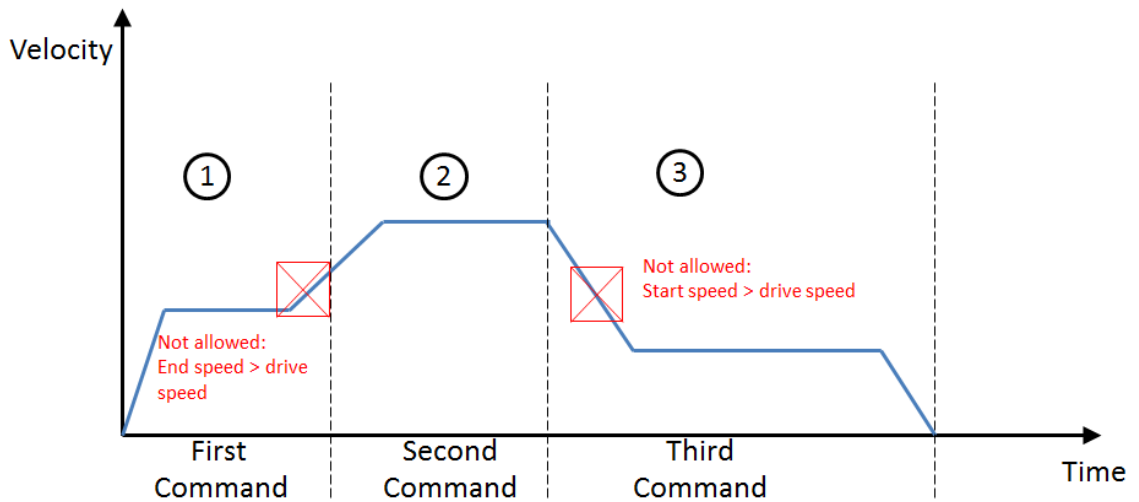 Velocity
1
2
3
Not allowed:
Start speed > drive speed
Not allowed:
End speed > drive
speed
First
Command
Second
Command
Third
Command
Time